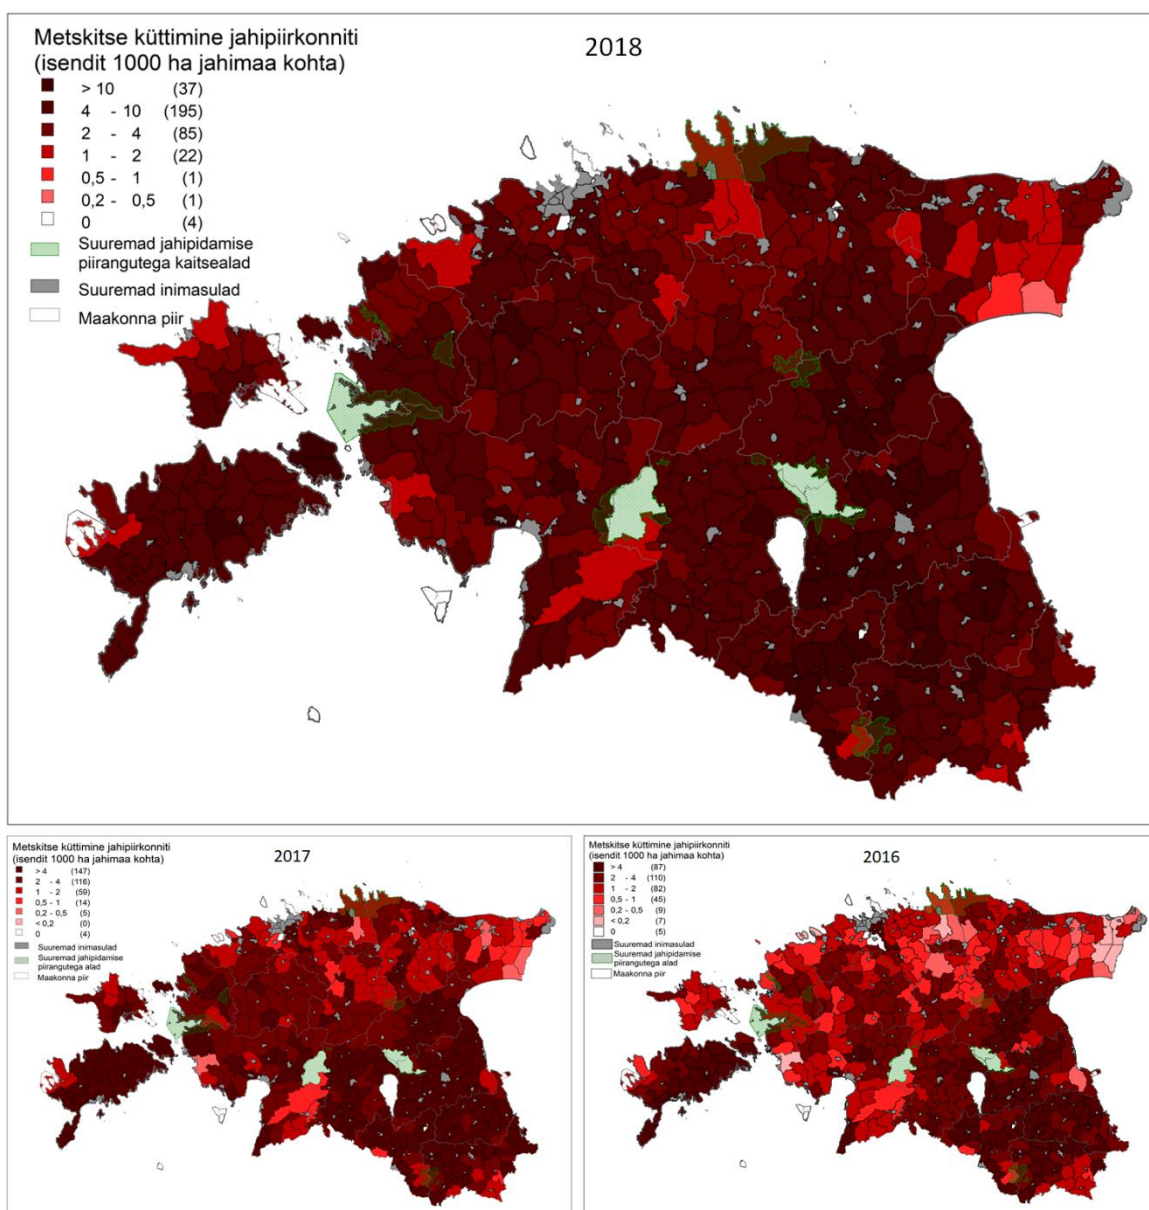 Metskitse küttimine jahipiirkonniti
(isendit 1000 ha jahimaa kohta)
2018
> 10 (37)
4 - 10 (195)
2 - 4 (85)
1 - 2 (22)
0,5 - 1 (1)
0,2 - 0,5 (1)
0 (4)
Suuremad jahipidamise
piirangutega kaitsealad
Suuremad inimasulad
Maakonna piir
Metskitse küttimine jahipiirkonniti
(isendit 1000 ha jahimaa kohta)
2017
> 4 (147)
2 - 4 (116)
1 - 2 (59)
0,5 - 1 (14)
0,2 - 0,5 (5)
< 0,2 (0)
0 (4)
Suuremad inimasulad
Suuremad jahipidamise
piirangutega alad
Maakonna piir
Metskitse küttimine jahipiirkonniti
(isendit 1000 ha jahimaa kohta)
2016
> 4 (87)
2 - 4 (110)
1 - 2 (82)
0,5 - 1 (45)
0,2 - 0,5 (9)
< 0,2 (7)
0 (5)
Suuremad inimasulad
Suuremad jahipidamise
piirangutega alad
Maakonna piir